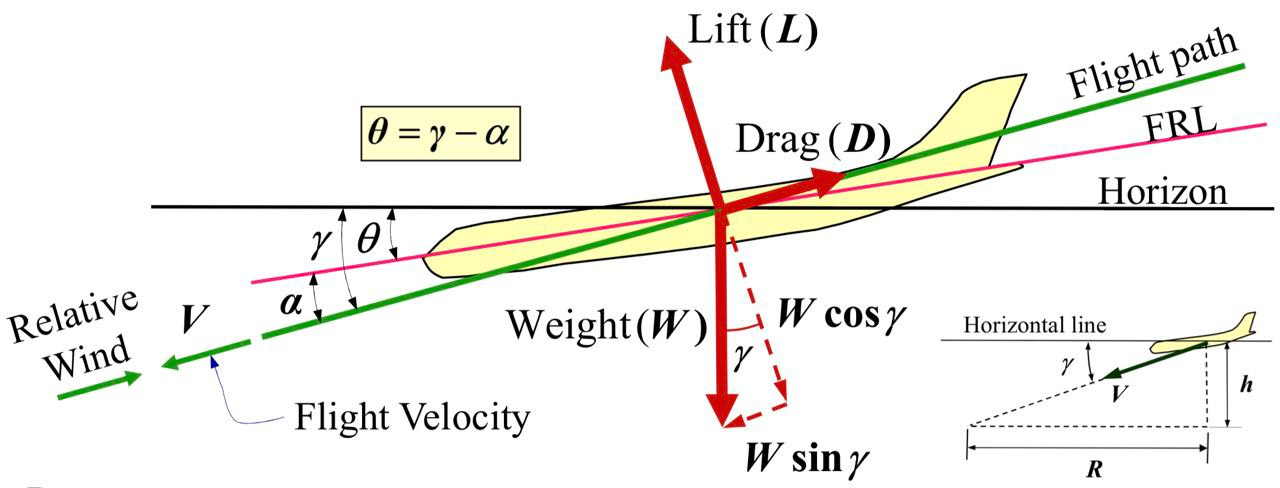 Lift (L)
Flight path
θ = γ − α
Drag (D)
FRL
Horizon
γ
θ
α
Relative
Wind
V
Weight (W)
W cos γ
γ
Flight Velocity
W sin γ
Horizontal line
γ
V
h
R